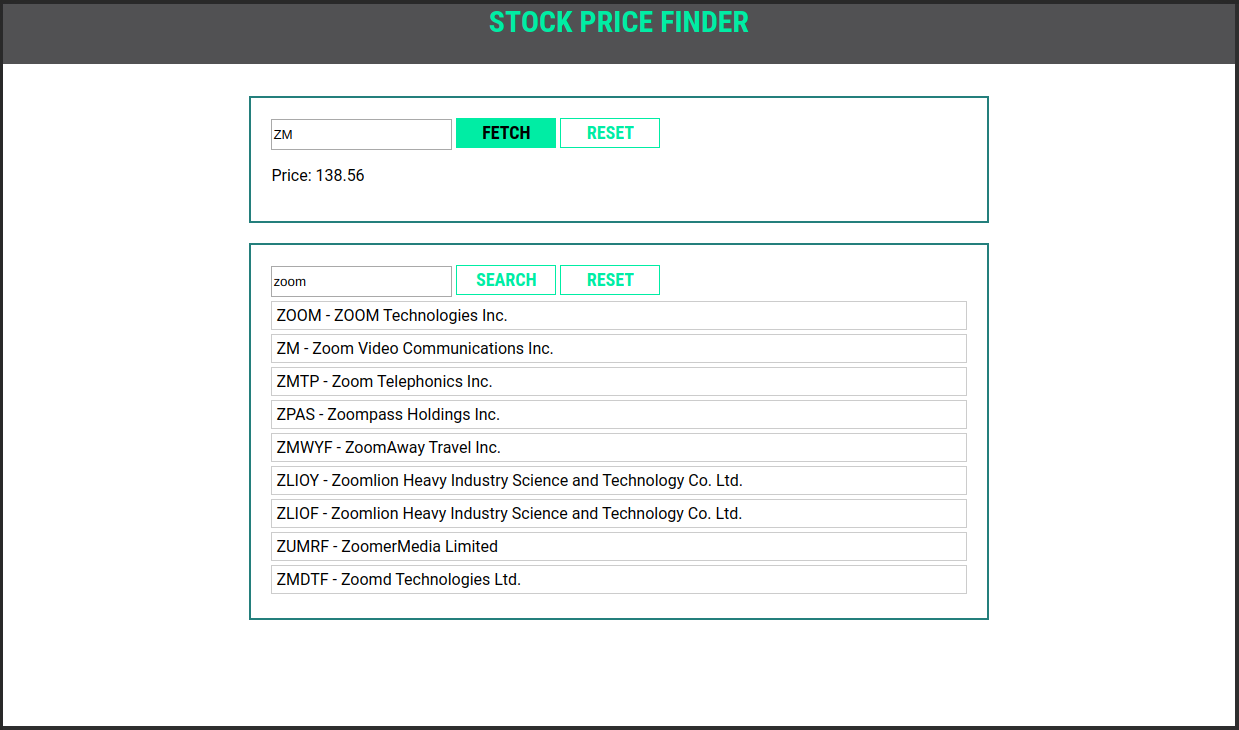 STOCK PRICE FINDER
ZM FETCH RESET
Price: 138.56
zoom SEARCH RESET
ZOOM - ZOOM Technologies Inc.
ZM - Zoom Video Communications Inc.
ZMTP - Zoom Telephonics Inc.
ZPAS - Zoompass Holdings Inc.
ZMWYF - ZoomAway Travel Inc.
ZLIOY - Zoomlion Heavy Industry Science and Technology Co. Ltd.
ZLIOF - Zoomlion Heavy Industry Science and Technology Co. Ltd.
ZUMRF - ZoomerMedia Limited
ZMDTF - Zoomd Technologies Ltd.